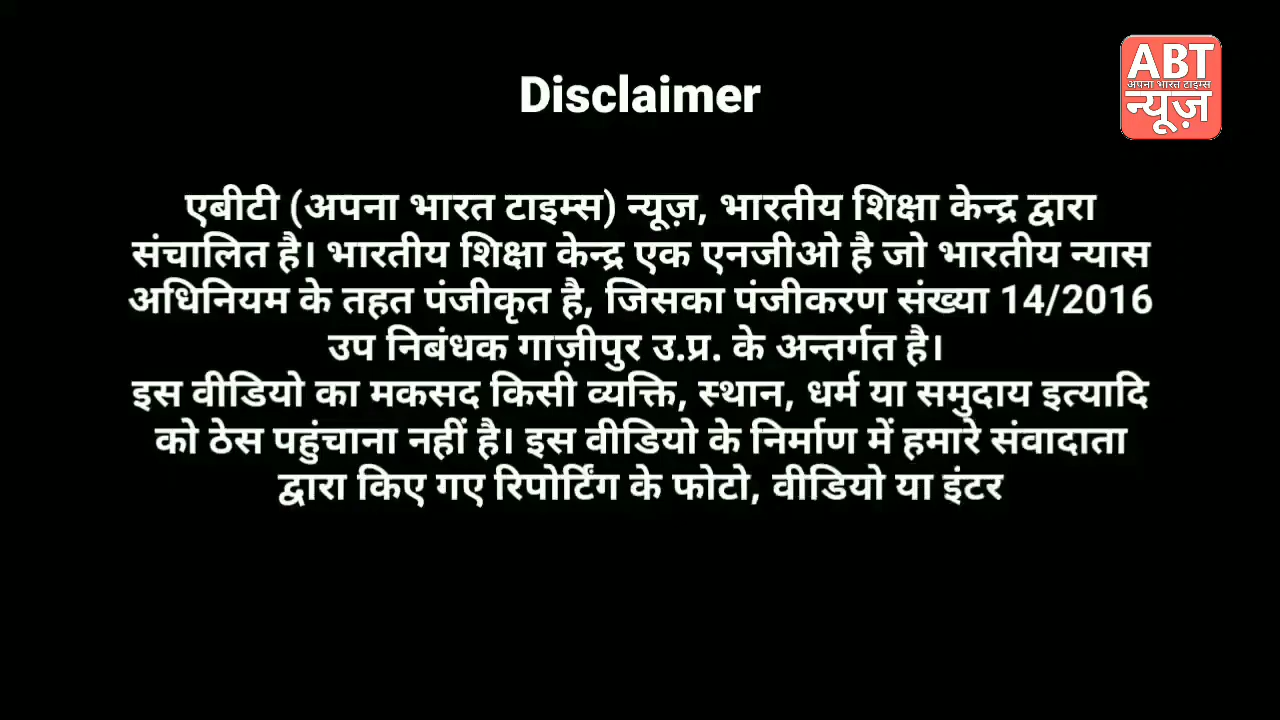 ABT
अपना भारत टाइम्स
न्यूज़
Disclaimer
एबीटी (अपना भारत टाइम्स) न्यूज़, भारतीय शिक्षा केन्द्र द्वारा
संचालित है। भारतीय शिक्षा केन्द्र एक एनजीओ है जो भारतीय न्यास
अधिनियम के तहत पंजीकृत है, जिसका पंजीकरण संख्या 14/2016
उप निबंधक गाज़ीपुर उ.प्र. के अन्तर्गत है।
इस वीडियो का मकसद किसी व्यक्ति, स्थान, धर्म या समुदाय इत्यादि
को ठेस पहुंचाना नहीं है। इस वीडियो के निर्माण में हमारे संवादाता
द्वारा किए गए रिपोर्टिंग के फोटो, वीडियो या इंटर